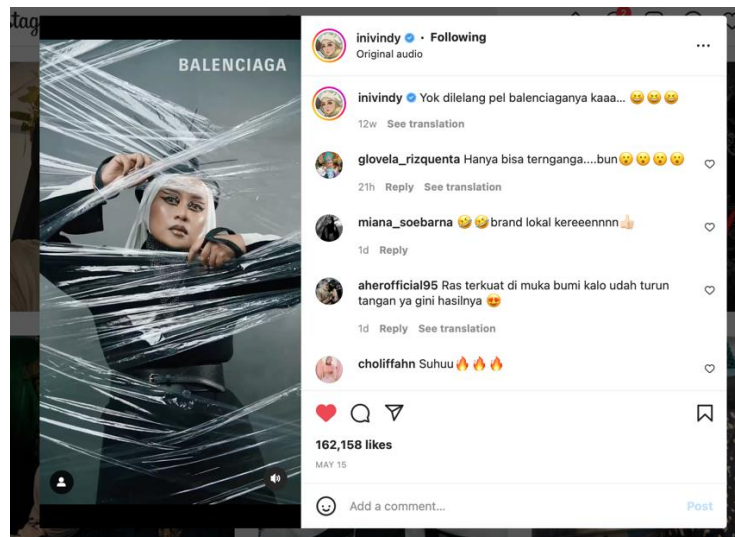 stag
BALENCIAGA
inivindy • Following
Original audio
...
inivindy Yok dilelang pel balenciaganya kaaa... 😆😆😆
12w See translation
glovela_rizquenta Hanya bisa ternganga....bun😮😮😮😮
21h Reply See translation
miana_soebarna 🤣🤣brand lokal kereeennnn👍🏻
1d Reply
aherofficial95 Ras terkuat di muka bumi kalo udah turun
tangan ya gini hasilnya 😍
1d Reply See translation
choliffahn Suhuu🔥🔥🔥
162,158 likes
MAY 15
Add a comment...
Post